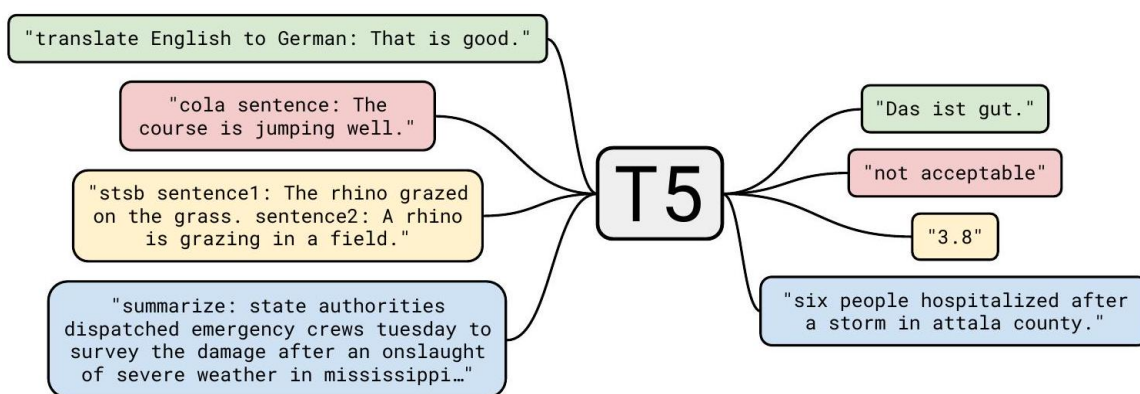 "translate English to German: That is good."
"cola sentence: The
course is jumping well."
"stsb sentence1: The rhino grazed
on the grass. sentence2: A rhino
is grazing in a field."
"summarize: state authorities
dispatched emergency crews tuesday to
survey the damage after an onslaught
of severe weather in mississippi…"
T5
"Das ist gut."
"not acceptable"
"3.8"
"six people hospitalized after
a storm in attala county."